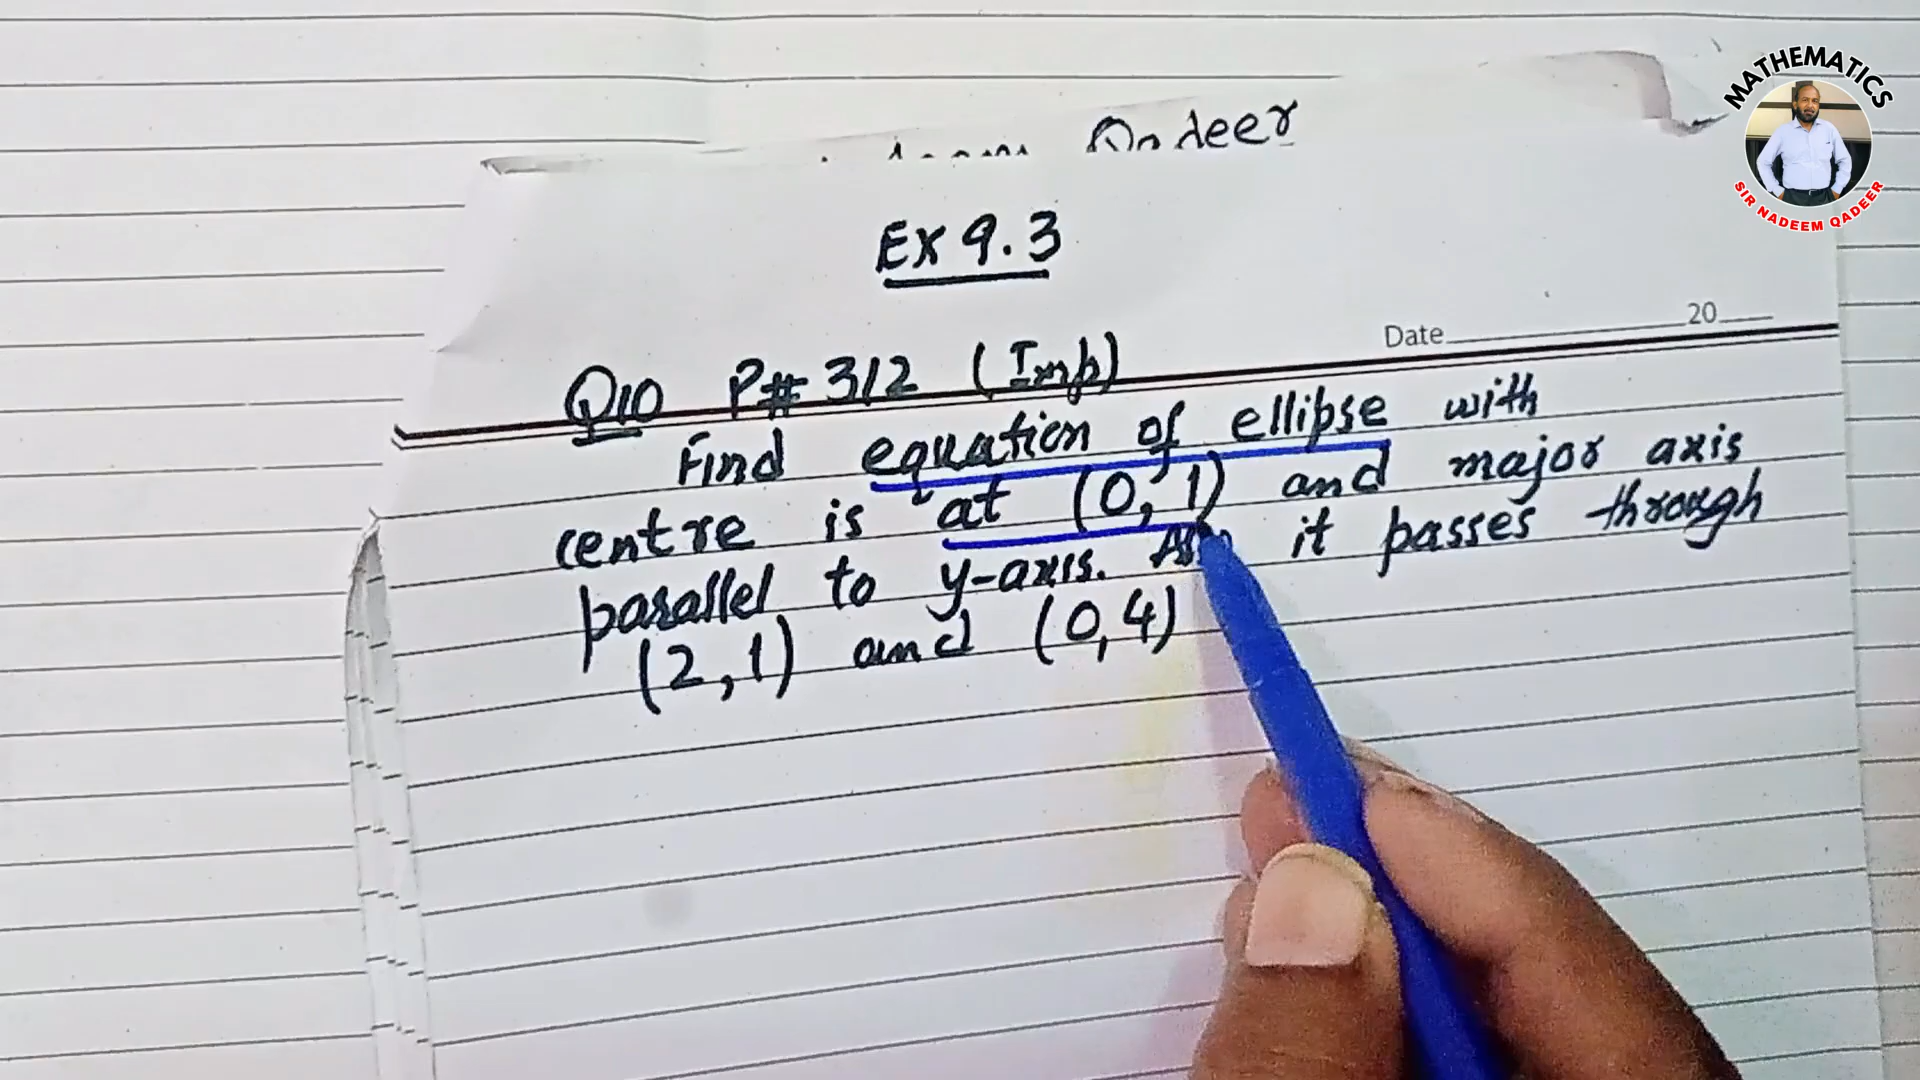 Qadeer
Ex 9.3
Date 20
Q10 P# 312 (Imp)
Find equation of ellipse with
centre is at (0,1) and major axis
parallel to y-axis. it passes through
(2,1) and (0,4)
MATHEMATICS
SIR NADEEM QADEER